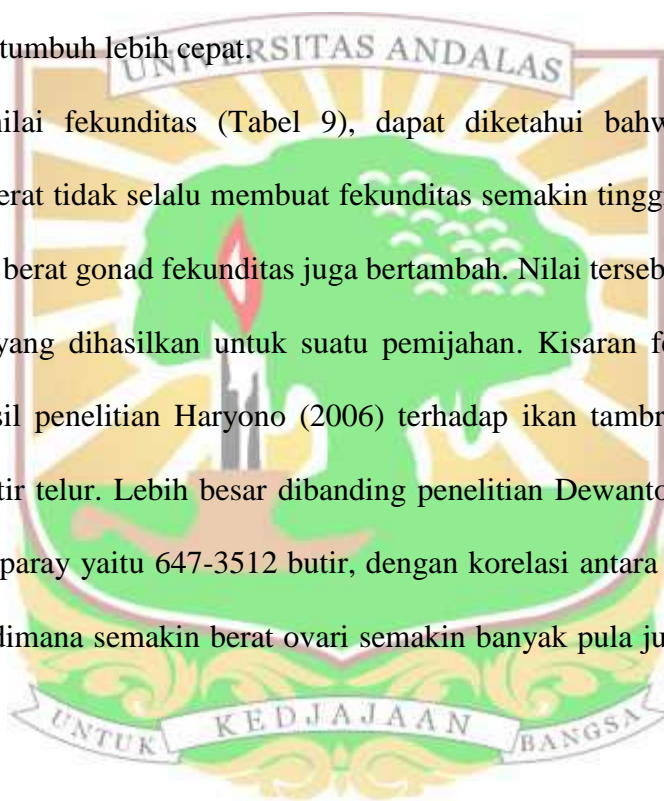 tumbuh lebih cepat.
UNIVERSITAS ANDALAS
nilai fekunditas (Tabel 9), dapat diketahui bahw
erat tidak selalu membuat fekunditas semakin tinggi
berat gonad fekunditas juga bertambah. Nilai terseb
yang dihasilkan untuk suatu pemijahan. Kisaran fe
sil penelitian Haryono (2006) terhadap ikan tambr
tir telur. Lebih besar dibanding penelitian Dewanto
paray yaitu 647-3512 butir, dengan korelasi antara
dimana semakin berat ovari semakin banyak pula ju
UNTUK KEDJAJAAN BANGSA